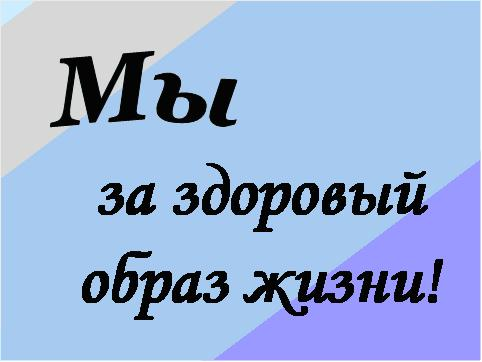 Мы
за здоровый
образ жизни!